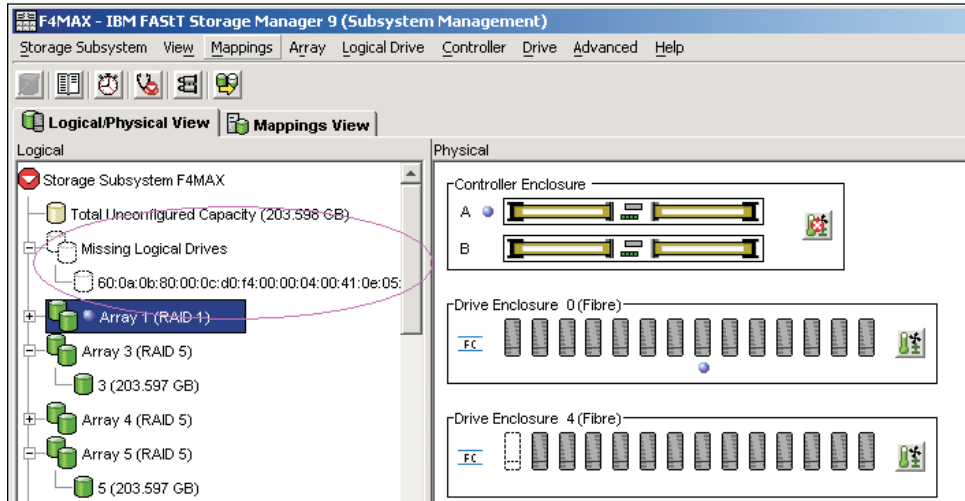 F4MAX - IBM FAStT Storage Manager 9 (Subsystem Management)
Storage Subsystem View Mappings Array Logical Drive Controller Drive Advanced Help
Logical/Physical View Mappings View
Logical
Storage Subsystem F4MAX
Total Unconfigured Capacity (203.598 GB)
Missing Logical Drives
60:0a:0b:80:00:0c:d0:f4:00:00:04:00:41:0e:05:
Array 1 (RAID 1)
Array 3 (RAID 5)
3 (203.597 GB)
Array 4 (RAID 5)
Array 5 (RAID 5)
5 (203.597 GB)
Physical
Controller Enclosure
A
B
Drive Enclosure 0 (Fibre)
FC
Drive Enclosure 4 (Fibre)
FC